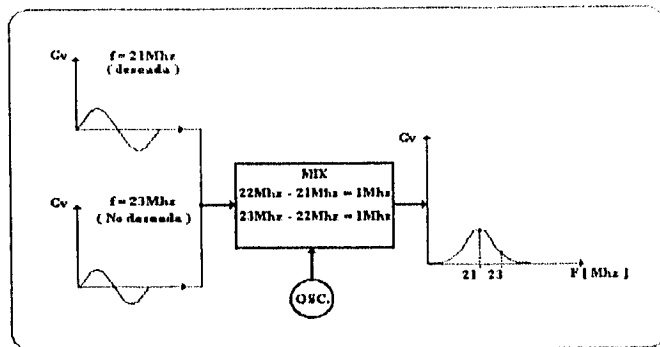 Gv
f = 21Mhz
( deseada )
Gv
f = 23Mhz
( No deseada )
MIX
22Mhz - 21Mhz = 1Mhz
23Mhz - 22Mhz = 1Mhz
OSC.
Gv
21 23
F [ Mhz ]